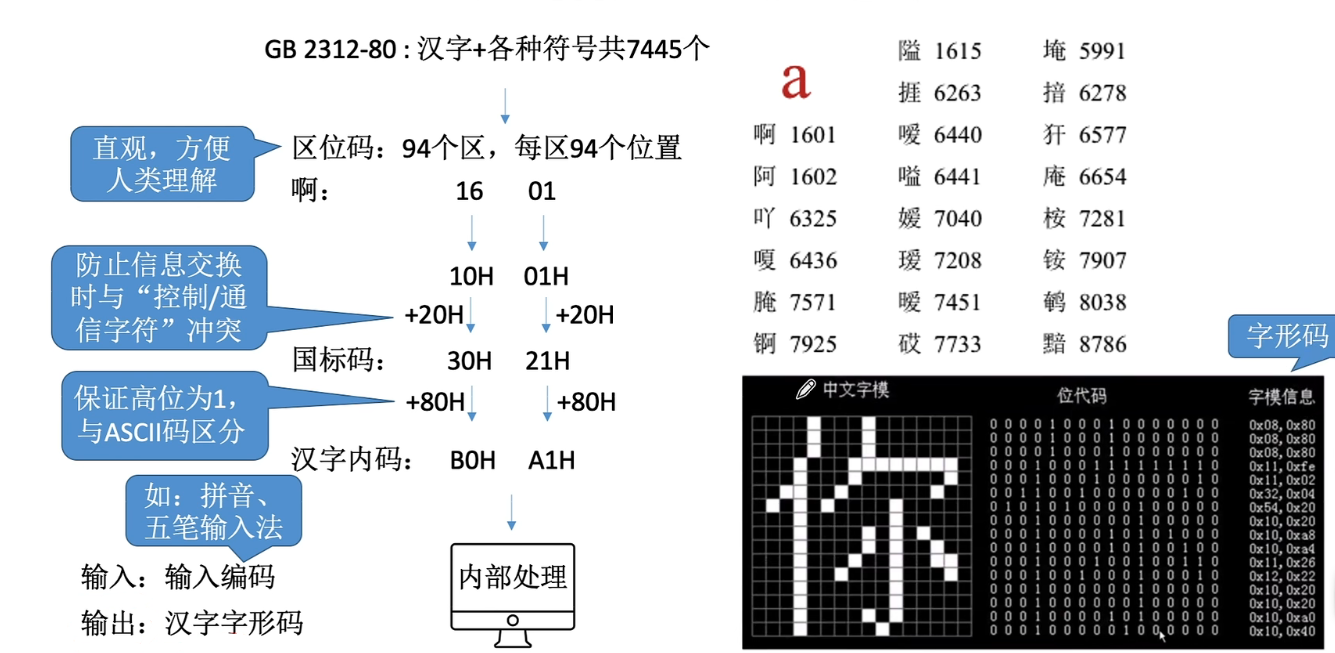 GB 2312-80 : 汉字+各种符号共7445个
直观，方便
人类理解
区位码：94个区，每区94个位置
啊： 16 01
10H 01H
防止信息交换
时与“控制/通
信字符”冲突
+20H +20H
国标码： 30H 21H
保证高位为1，
与ASCII码区分
+80H +80H
汉字内码： B0H A1H
如：拼音、
五笔输入法
输入：输入编码
输出：汉字字形码
内部处理
a
啊 1601
阿 1602
吖 6325
嗄 6436
腌 7571
锕 7925
隘 1615
捱 6263
嗳 6440
嗌 6441
嫒 7040
瑷 7208
暧 7451
砹 7733
埯 5991
揞 6278
犴 6577
庵 6654
桉 7281
铵 7907
鹌 8038
黯 8786
字形码
中文字模 位代码 字模信息
0 0 0 0 1 0 0 0 1 0 0 0 0 0 0 0 0x08,0x80
0 0 0 0 1 0 0 0 1 0 0 0 0 0 0 0 0x08,0x80
0 0 0 0 1 0 0 0 1 0 0 0 0 0 0 0 0x08,0x80
0 0 0 1 0 0 0 1 1 1 1 1 1 1 1 0 0x11,0xfe
0 0 0 1 0 0 0 1 0 0 0 0 0 0 1 0 0x11,0x02
0 0 1 1 0 0 1 0 0 0 0 0 0 1 0 0 0x32,0x04
0 1 0 1 0 1 0 0 0 0 1 0 0 0 0 0 0x54,0x20
0 0 0 1 0 0 0 0 0 0 1 0 0 0 0 0 0x10,0x20
0 0 0 1 0 0 0 0 1 0 1 0 1 0 0 0 0x10,0xa8
0 0 0 1 0 0 0 0 1 0 1 0 0 1 0 0 0x10,0xa4
0 0 0 1 0 0 0 1 0 0 1 0 0 1 1 0 0x11,0x26
0 0 0 1 0 0 1 0 0 0 1 0 0 0 1 0 0x12,0x22
0 0 0 1 0 0 0 0 0 0 1 0 0 0 0 0 0x10,0x20
0 0 0 1 0 0 0 0 0 0 1 0 0 0 0 0 0x10,0x20
0 0 0 1 0 0 0 0 1 0 1 0 0 0 0 0 0x10,0xa0
0 0 0 1 0 0 0 0 0 1 0 0 0 0 0 0 0x10,0x40